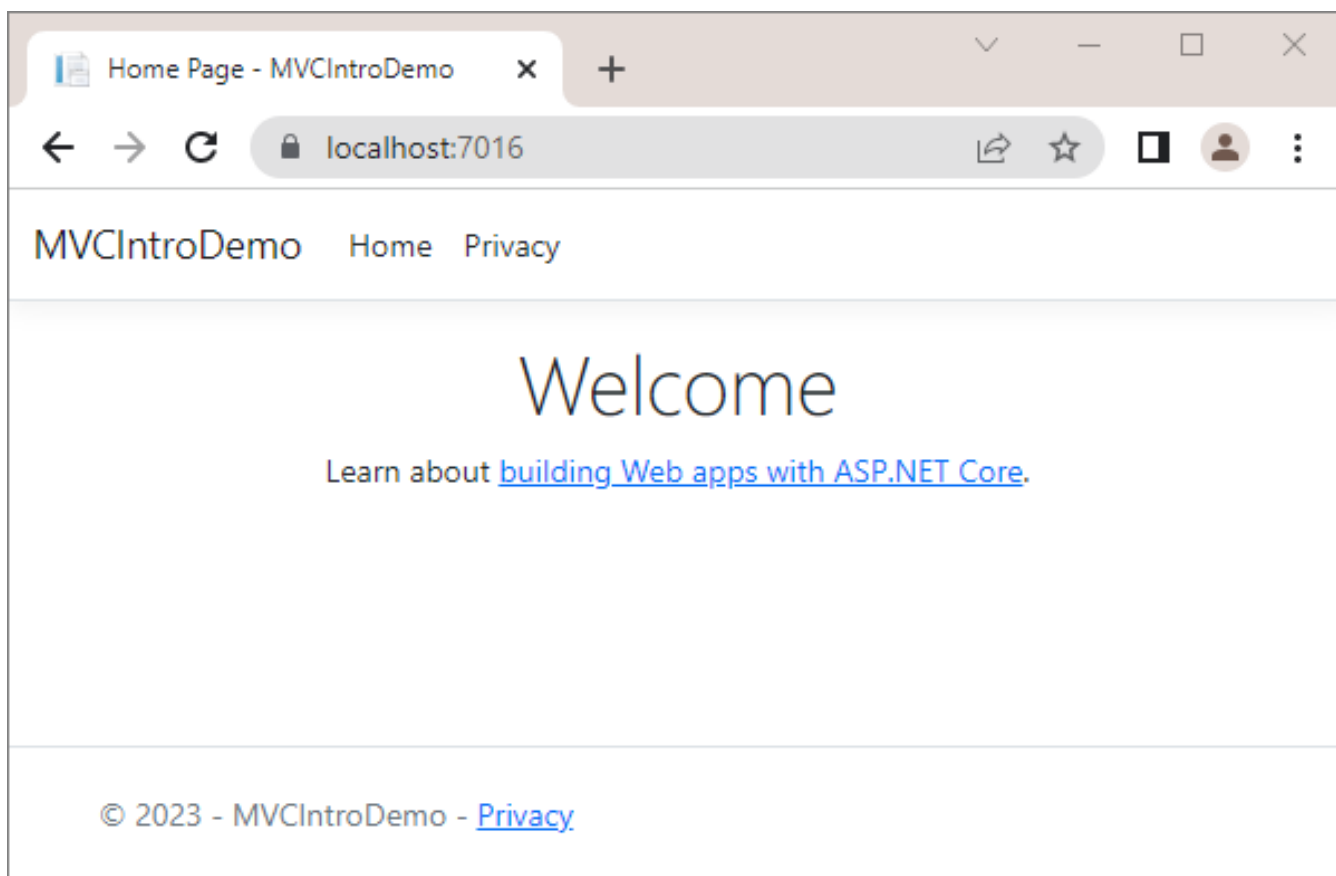 Home Page - MVCIntroDemo
localhost:7016
MVCIntroDemo Home Privacy
Welcome
Learn about building Web apps with ASP.NET Core.
© 2023 - MVCIntroDemo - Privacy